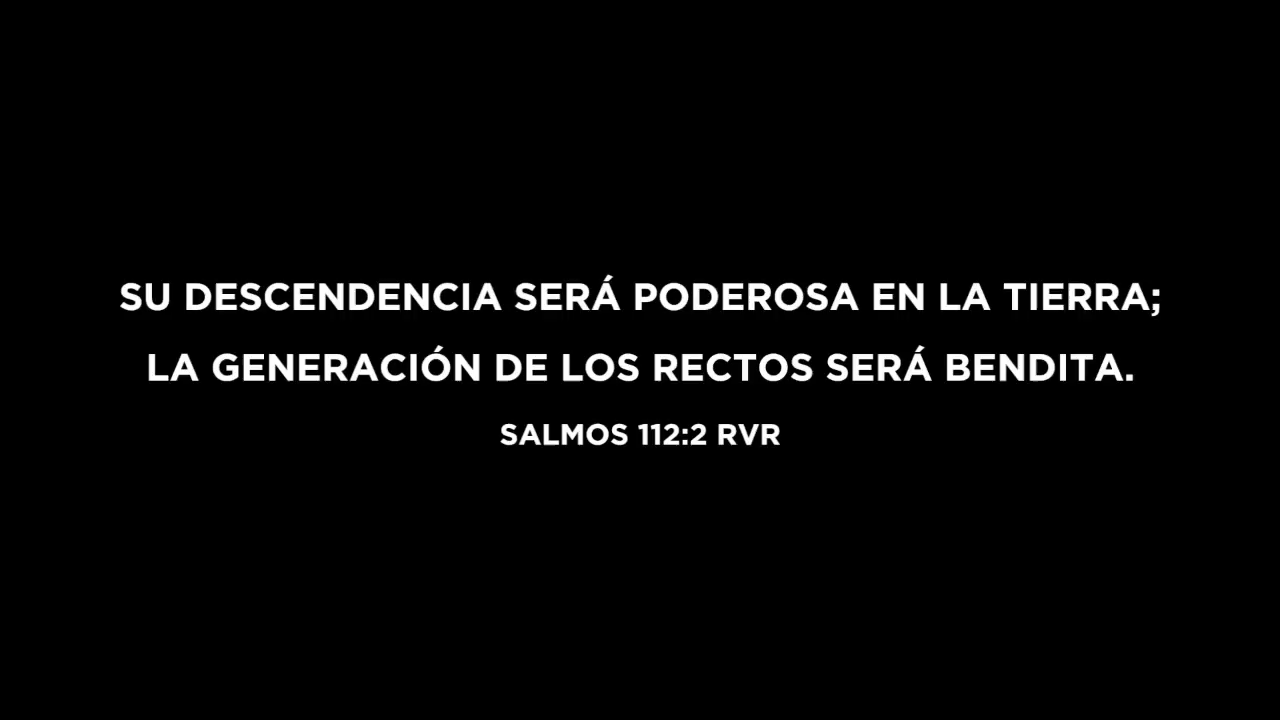 SU DESCENDENCIA SERÁ PODEROSA EN LA TIERRA;
LA GENERACIÓN DE LOS RECTOS SERÁ BENDITA.
SALMOS 112:2 RVR